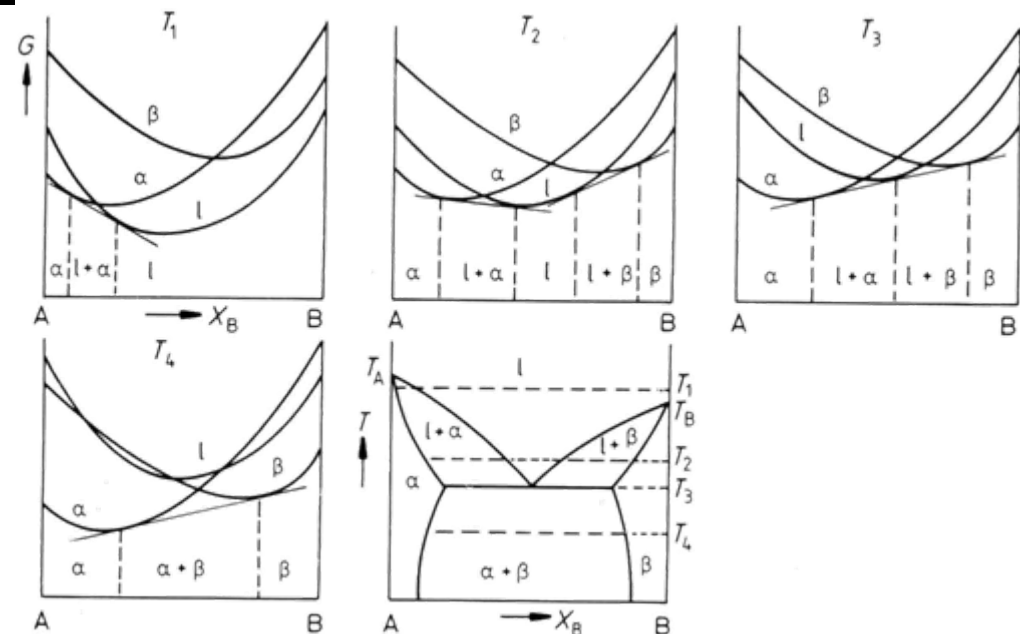 T₁
G
β
α
l
α l + α l
A X_B B
T₂
β
α
l
α l + α l l + β β
A B
T₃
β
l
α
α l + α l + β β
A B
T₄
l
β
α
α α + β β
A B
T_A l
T₁
T_B
T
l + α l + β
T₂
α
T₃
T₄
α + β β
A X_B B